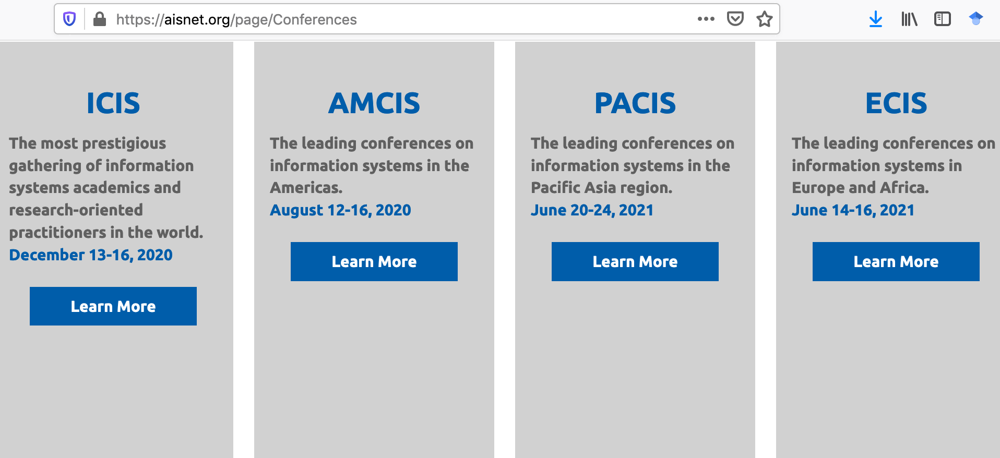 https://aisnet.org/page/Conferences
ICIS
The most prestigious
gathering of information
systems academics and
research-oriented
practitioners in the world.
December 13-16, 2020
Learn More
AMCIS
The leading conferences on
information systems in the
Americas.
August 12-16, 2020
Learn More
PACIS
The leading conferences on
information systems in the
Pacific Asia region.
June 20-24, 2021
Learn More
ECIS
The leading conferences on
information systems in
Europe and Africa.
June 14-16, 2021
Learn More